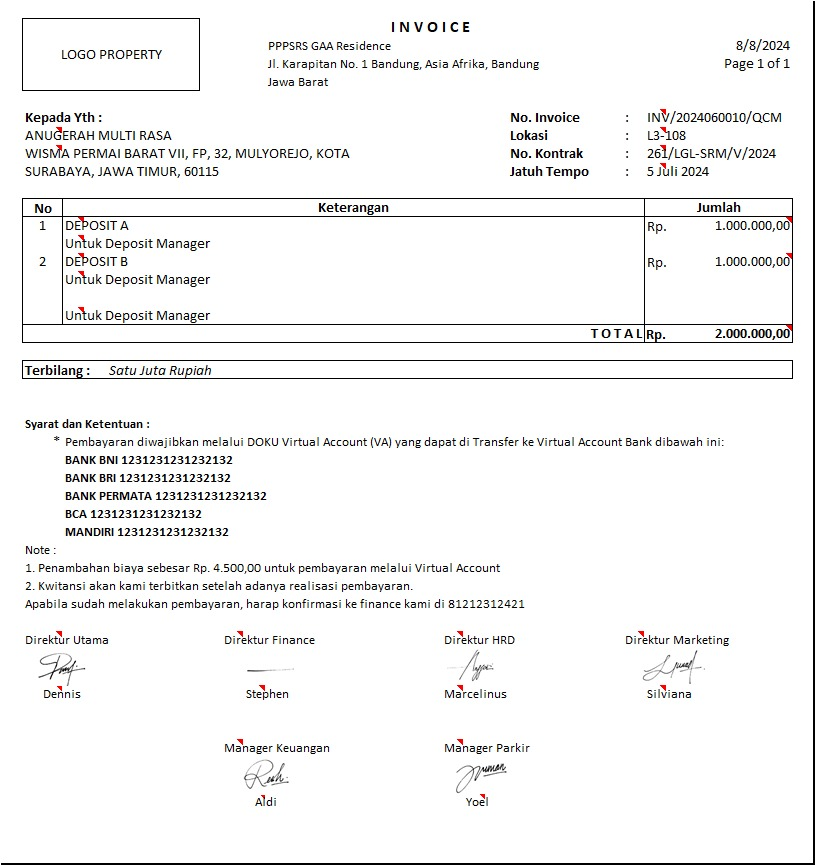 INVOICE
LOGO PROPERTY
PPPSRS GAA Residence
8/8/2024
Jl. Karapitan No. 1 Bandung, Asia Afrika, Bandung
Page 1 of 1
Jawa Barat
Kepada Yth :
No. Invoice : INV/2024060010/QCM
ANUGERAH MULTI RASA
Lokasi : L3-108
WISMA PERMAI BARAT VII, FP, 32, MULYOREJO, KOTA
No. Kontrak : 261/LGL-SRM/V/2024
SURABAYA, JAWA TIMUR, 60115
Jatuh Tempo : 5 Juli 2024
No Keterangan Jumlah
1 DEPOSIT A Rp. 1.000.000,00
Untuk Deposit Manager
2 DEPOSIT B Rp. 1.000.000,00
Untuk Deposit Manager
Untuk Deposit Manager
TOTAL Rp. 2.000.000,00
Terbilang : Satu Juta Rupiah
Syarat dan Ketentuan :
* Pembayaran diwajibkan melalui DOKU Virtual Account (VA) yang dapat di Transfer ke Virtual Account Bank dibawah ini:
BANK BNI 1231231231232132
BANK BRI 1231231231232132
BANK PERMATA 1231231231232132
BCA 1231231231232132
MANDIRI 1231231231232132
Note :
1. Penambahan biaya sebesar Rp. 4.500,00 untuk pembayaran melalui Virtual Account
2. Kwitansi akan kami terbitkan setelah adanya realisasi pembayaran.
Apabila sudah melakukan pembayaran, harap konfirmasi ke finance kami di 81212312421
Direktur Utama Direktur Finance Direktur HRD Direktur Marketing
Dennis Stephen Marcelinus Silviana
Manager Keuangan Manager Parkir
Aldi Yoel